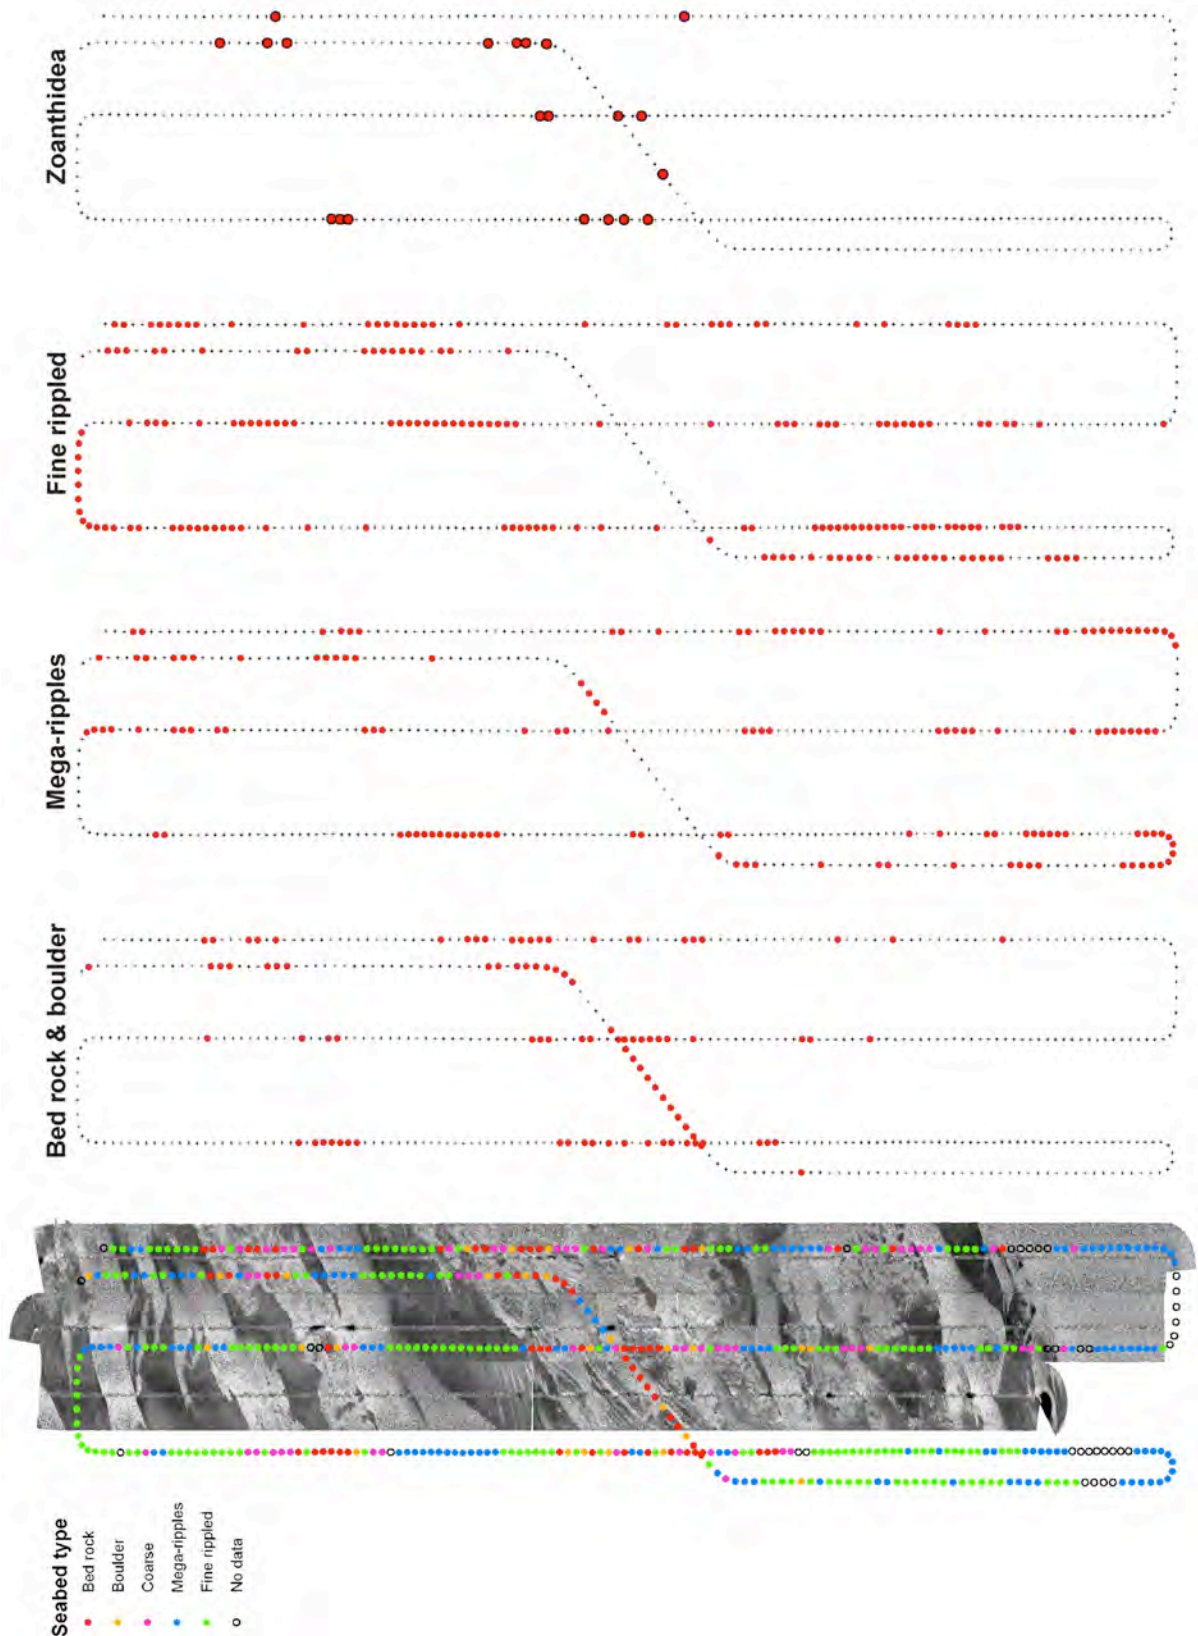 Zoanthidea
Fine rippled
Mega-ripples
Bed rock & boulder
Seabed type
Bed rock
Boulder
Coarse
Mega-ripples
Fine rippled
No data